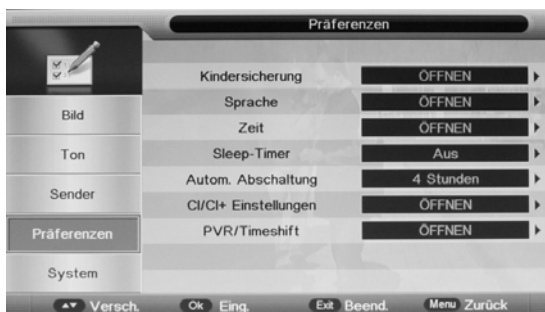 Präferenzen
Kindersicherung ÖFFNEN
Sprache ÖFFNEN
Zeit ÖFFNEN
Sleep-Timer Aus
Autom. Abschaltung 4 Stunden
CI/CI+ Einstellungen ÖFFNEN
PVR/Timeshift ÖFFNEN
Bild
Ton
Sender
Präferenzen
System
Versch. Ok Eing. Exit Beend. Menu Zurück